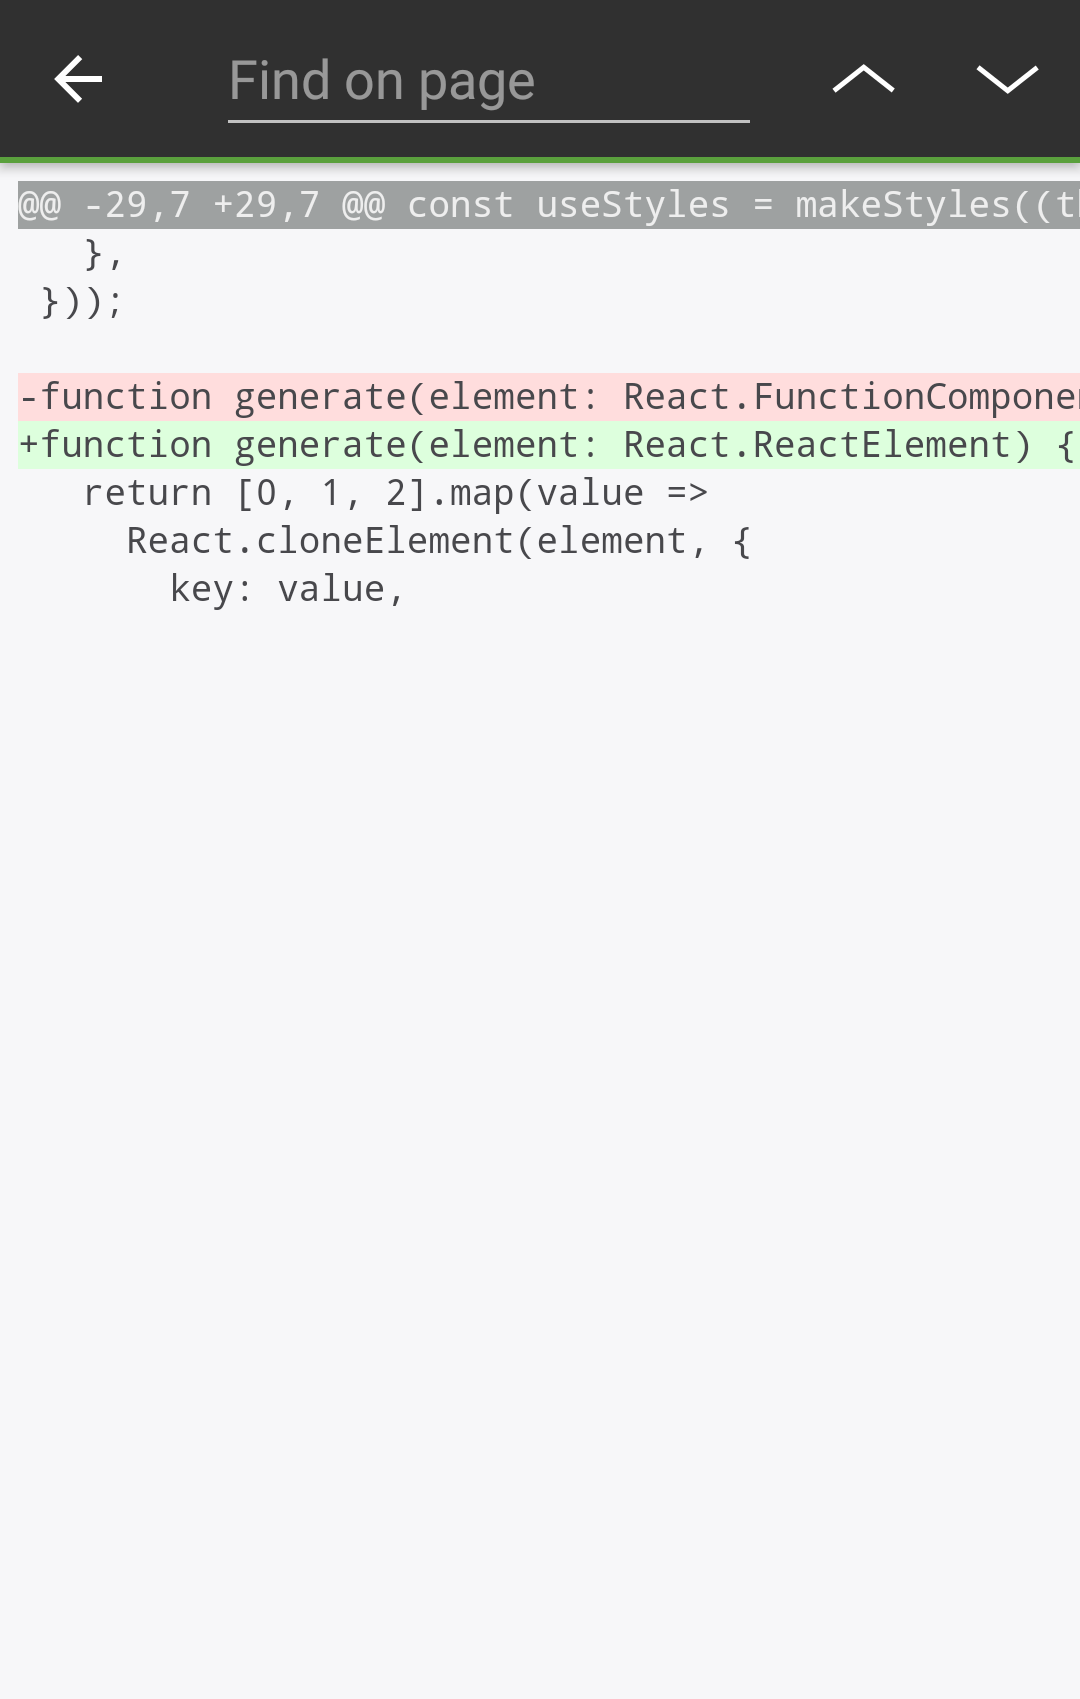 Find on page
@@ -29,7 +29,7 @@ const useStyles = makeStyles((t
   },
 }));
-function generate(element: React.FunctionCompone
+function generate(element: React.ReactElement) {
   return [0, 1, 2].map(value =>
     React.cloneElement(element, {
       key: value,